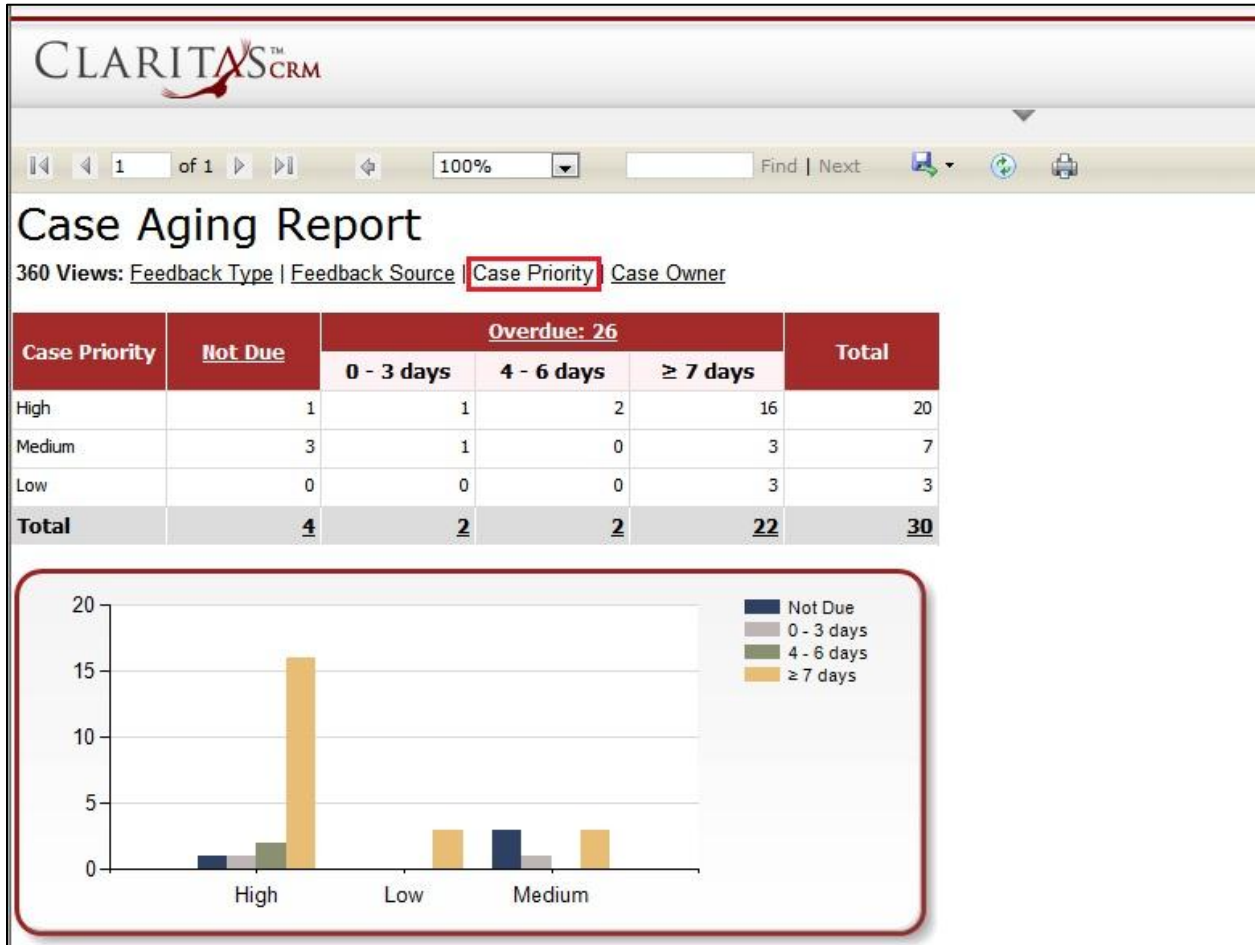 CLARITAS™ CRM
1 of 1 100% Find | Next
Case Aging Report
360 Views: Feedback Type | Feedback Source | Case Priority | Case Owner
Case Priority Not Due Overdue: 26 Total
0 - 3 days 4 - 6 days ≥ 7 days
High 1 1 2 16 20
Medium 3 1 0 3 7
Low 0 0 0 3 3
Total 4 2 2 22 30
20
15
10
5
0
High Low Medium
Not Due
0 - 3 days
4 - 6 days
≥ 7 days